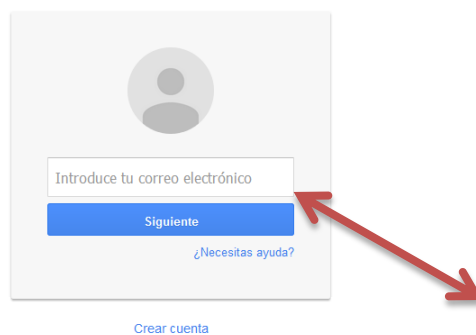 Introduce tu correo electrónico
Siguiente
¿Necesitas ayuda?
Crear cuenta